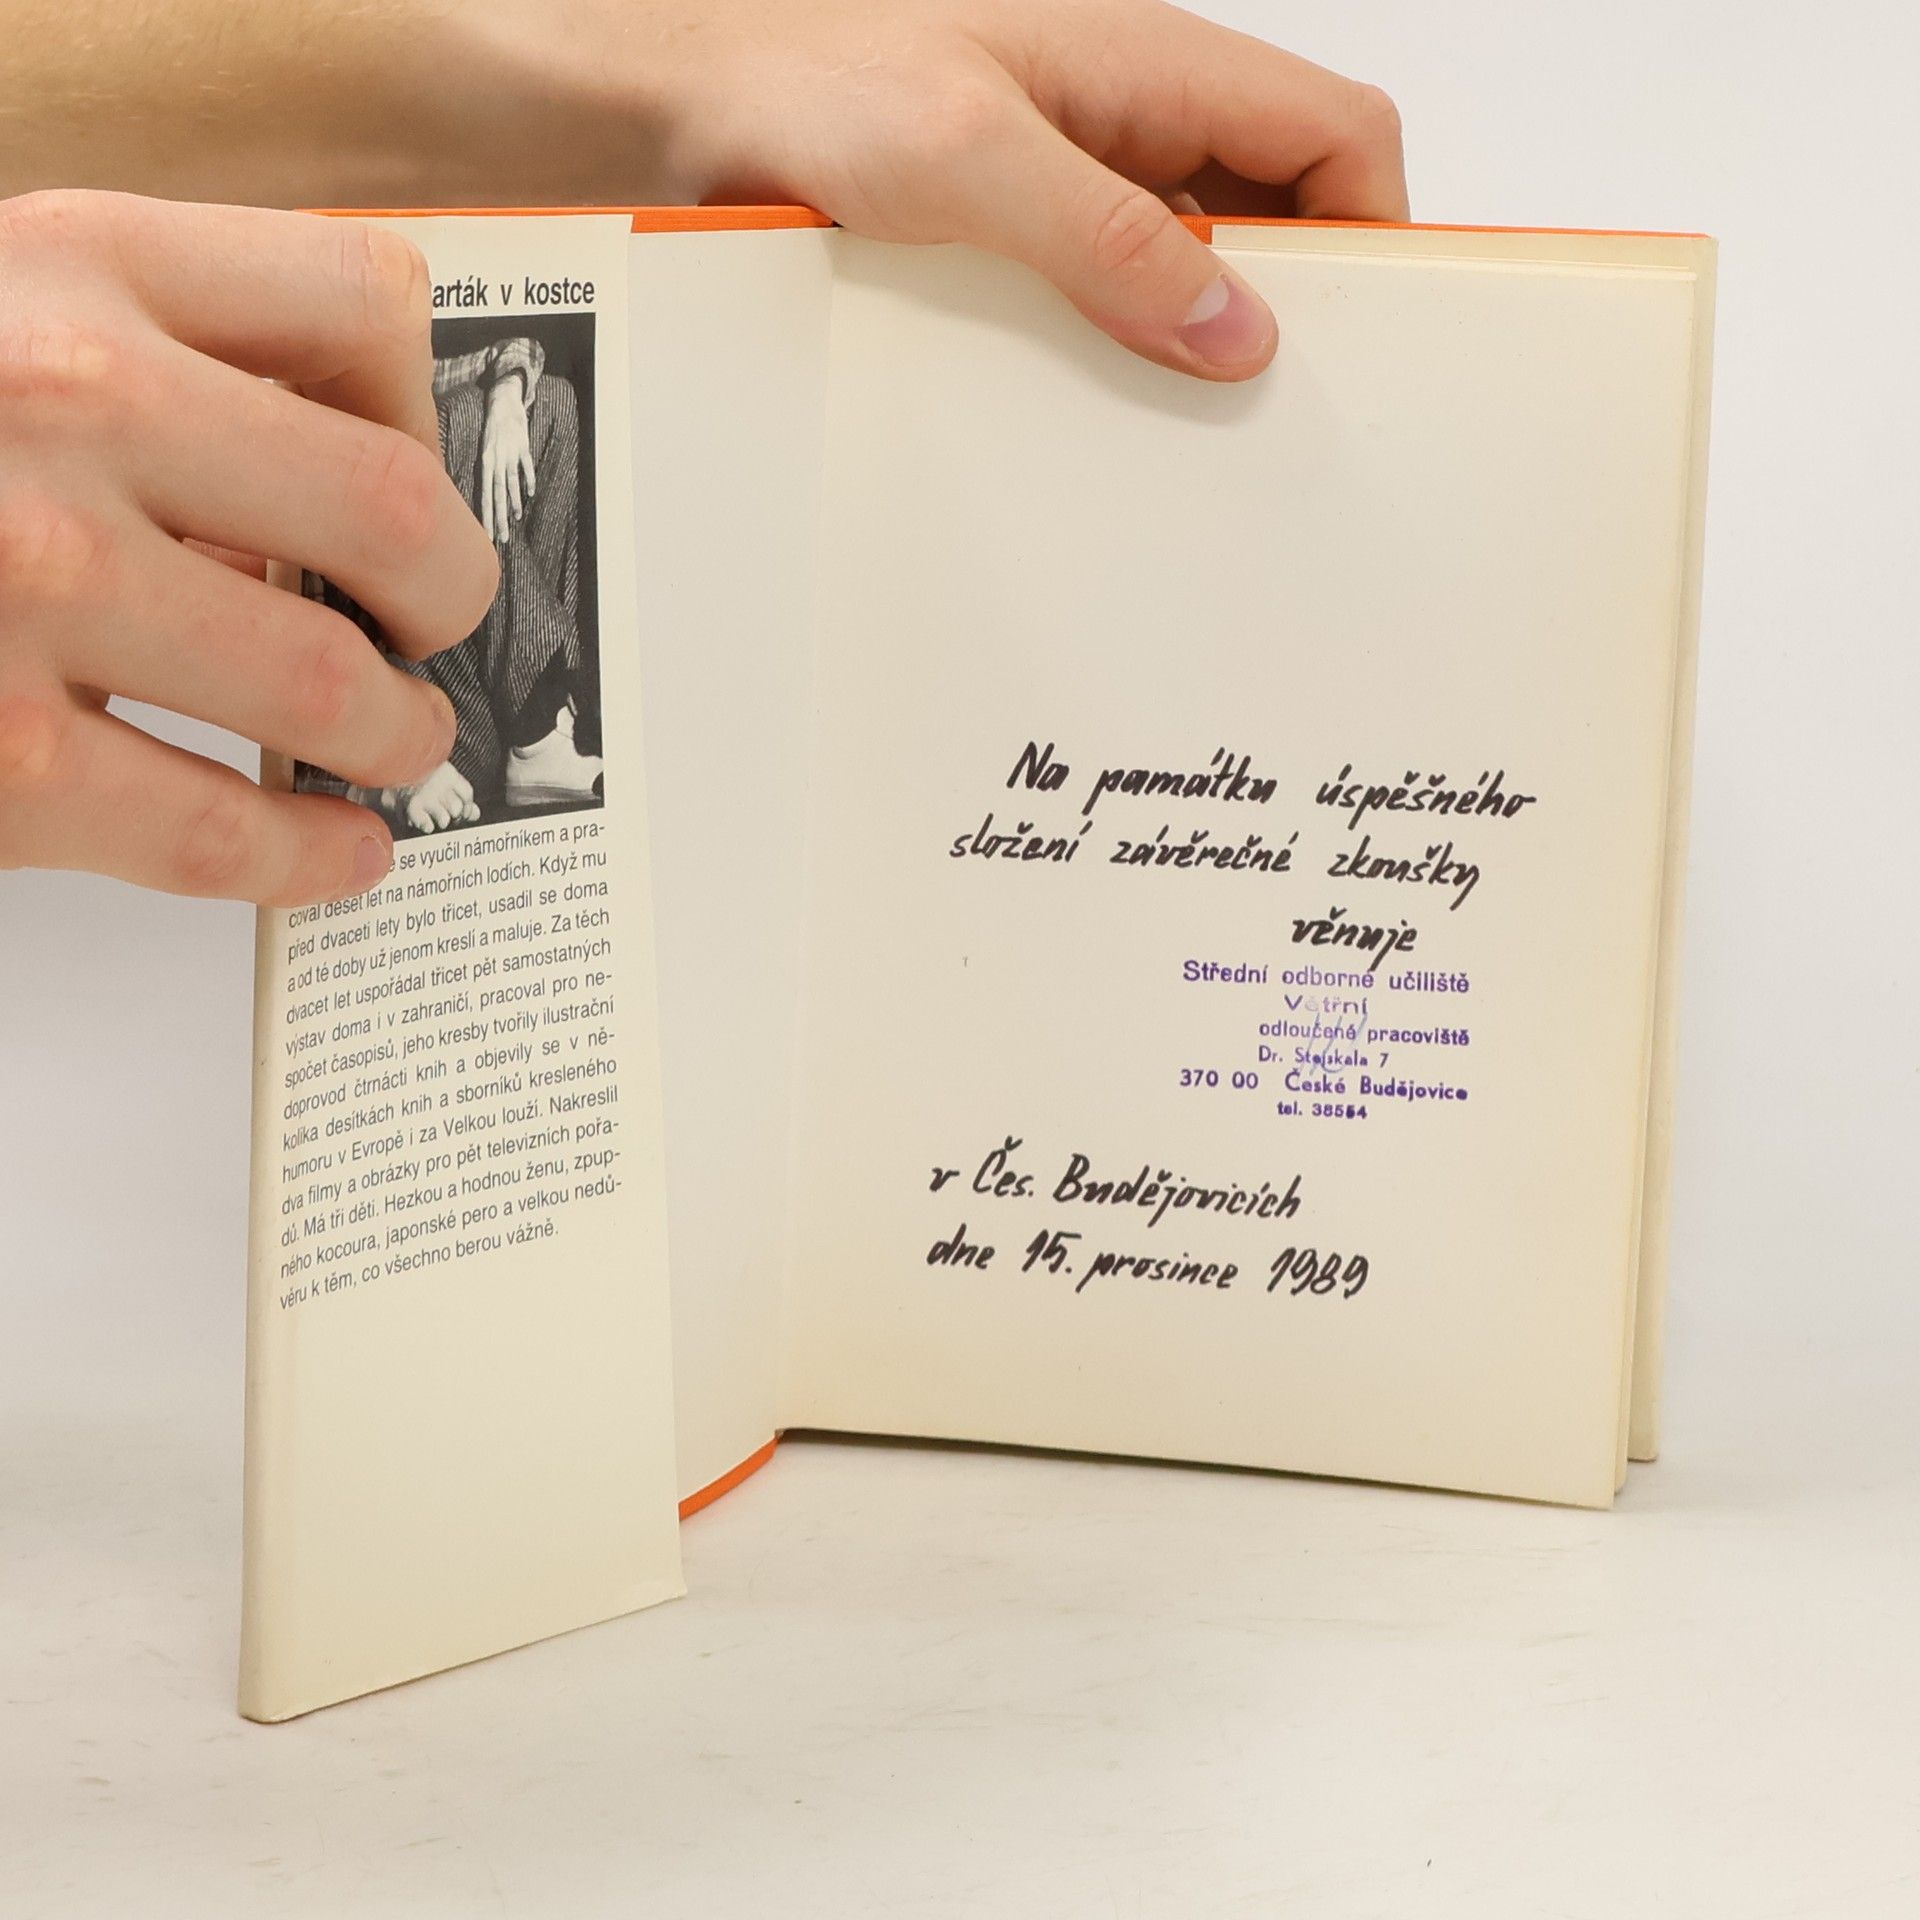 arták v kostce
se vyučil námořníkem a pra-
coval deset let na námořních lodích. Když mu
před dvaceti lety bylo třicet, usadil se doma
a od té doby už jenom kreslí a maluje. Za těch
dvacet let uspořádal třicet pět samostatných
výstav doma i v zahraničí, pracoval pro ne-
spočet časopisů, jeho kresby tvořily ilustrační
doprovod čtrnácti knih a objevily se v ně-
kolika desítkách knih a sborníků kresleného
humoru v Evropě i za Velkou louží. Nakreslil
dva filmy a obrázky pro pět televizních pořa-
dů. Má tři děti. Hezkou a hodnou ženu, zpup-
ného kocoura, japonské pero a velkou nedů-
věru k těm, co všechno berou vážně.
Na památku úspěšného
složení závěrečné zkoušky
věnuje
Střední odborné učiliště
Větřní
odloučené pracoviště
Dr. Stejskala 7
370 00 České Budějovice
tel. 38554
v Čes. Budějovicích
dne 15. prosince 1989